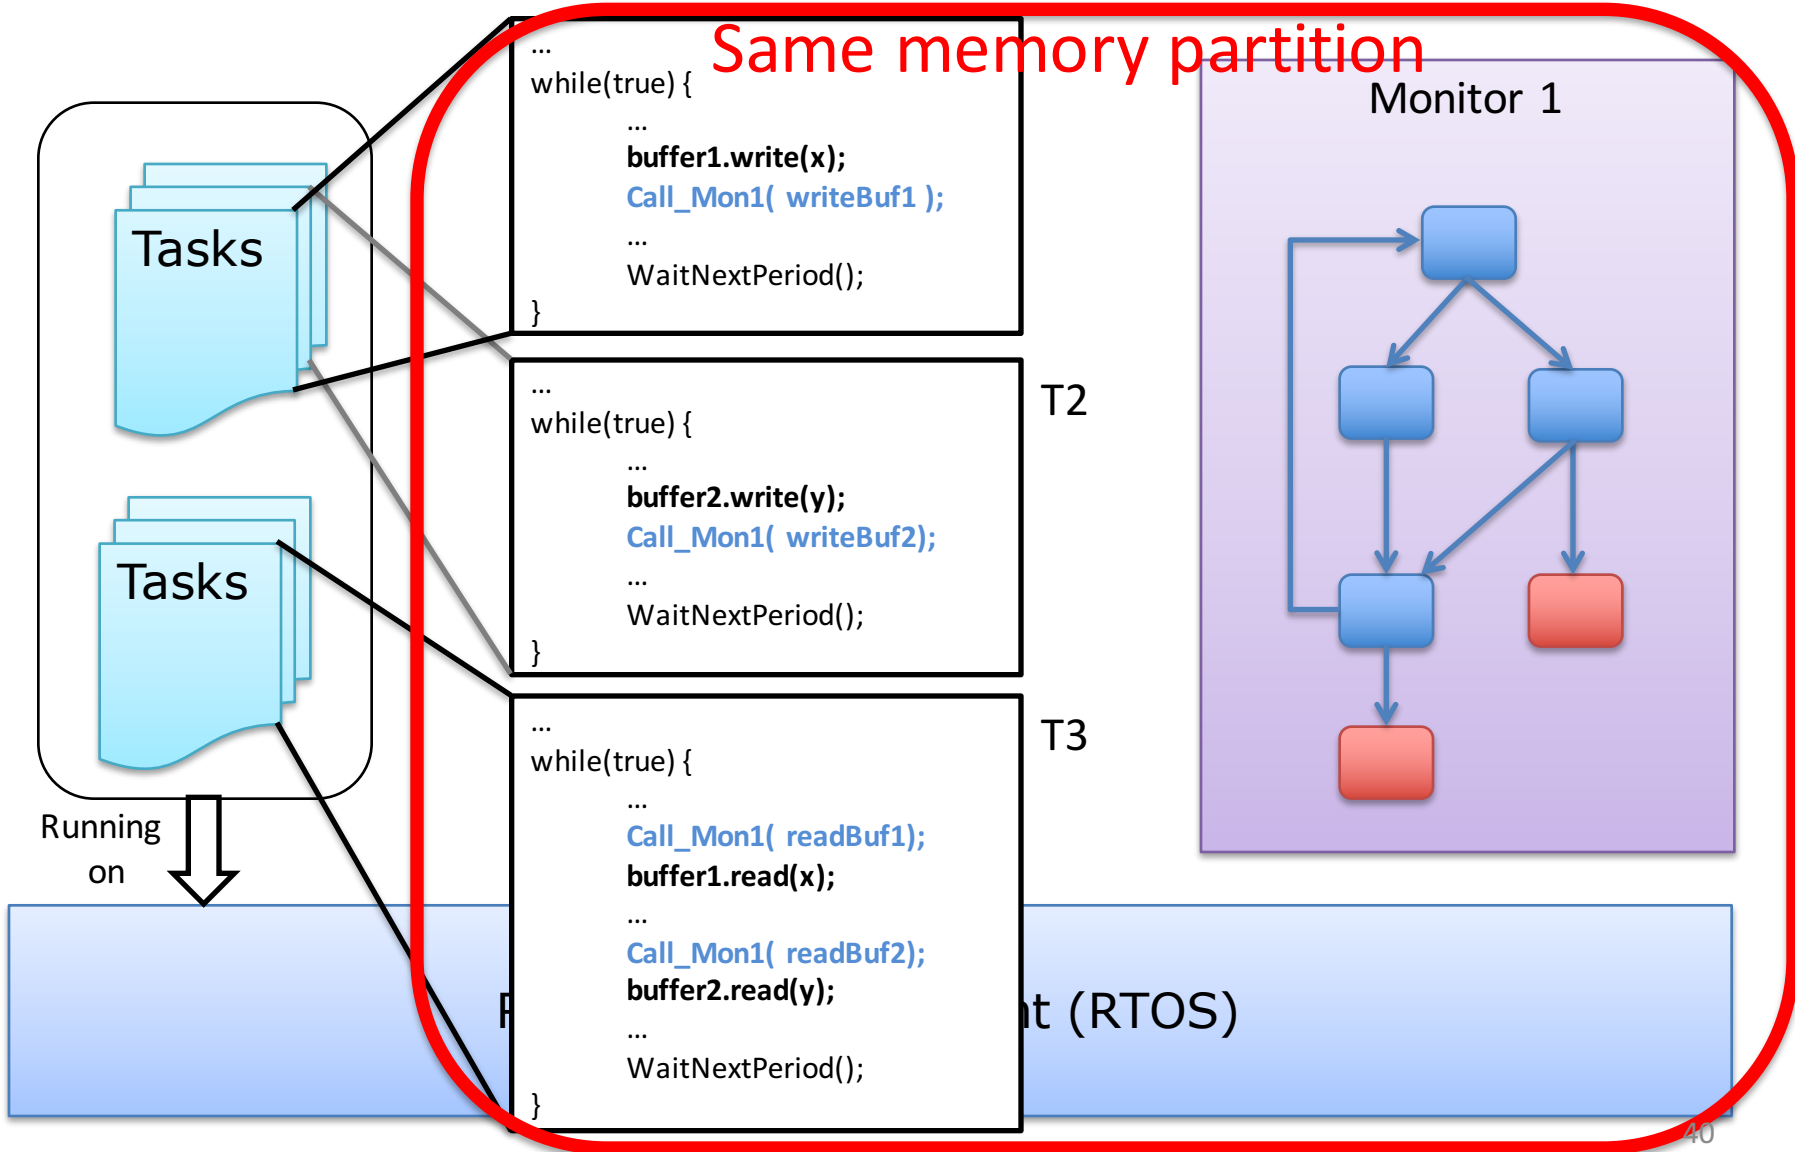 Same memory partition
Tasks
Tasks
Running
on
...
while(true) {
...
buffer1.write(x);
Call_Mon1( writeBuf1 );
...
WaitNextPeriod();
}
...
while(true) {
...
buffer2.write(y);
Call_Mon1( writeBuf2);
...
WaitNextPeriod();
}
T2
...
while(true) {
...
Call_Mon1( readBuf1);
buffer1.read(x);
...
Call_Mon1( readBuf2);
buffer2.read(y);
...
WaitNextPeriod();
}
T3
Monitor 1
(RTOS)
40